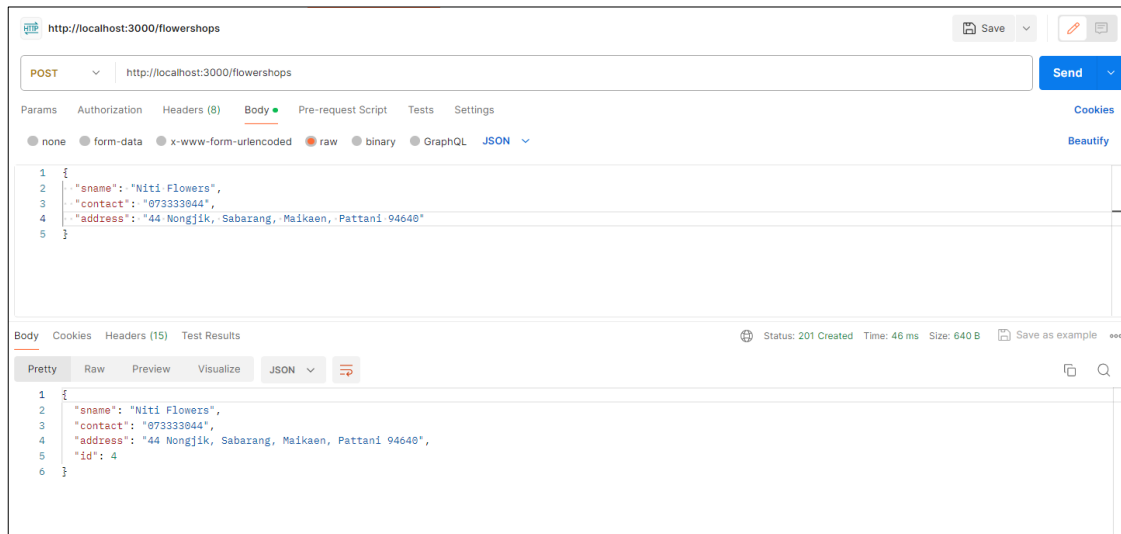 HTTP http://localhost:3000/flowershops Save
POST http://localhost:3000/flowershops Send
Params Authorization Headers (8) Body Pre-request Script Tests Settings Cookies
none form-data x-www-form-urlencoded raw binary GraphQL JSON Beautify
1 {
2 "sname": "Niti Flowers",
3 "contact": "073333044",
4 "address": "44 Nongjik, Sabarang, Maikaen, Pattani 94640"
5 }
Body Cookies Headers (15) Test Results Status: 201 Created Time: 46 ms Size: 640 B Save as example
Pretty Raw Preview Visualize JSON
1 {
2 "sname": "Niti Flowers",
3 "contact": "073333044",
4 "address": "44 Nongjik, Sabarang, Maikaen, Pattani 94640",
5 "id": 4
6 }